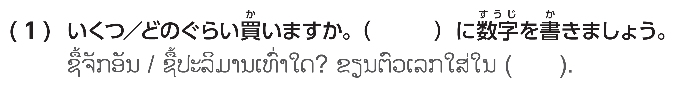 (1) いくつ/どのぐらい買いますか。(　　　)に数字を書きましょう。
ຊື້ຈັກອັນ / ຊື້ປະລິມານເທົ່າໃດ? ຂຽນຕົວເລກໃສ່ໃນ (　　　).